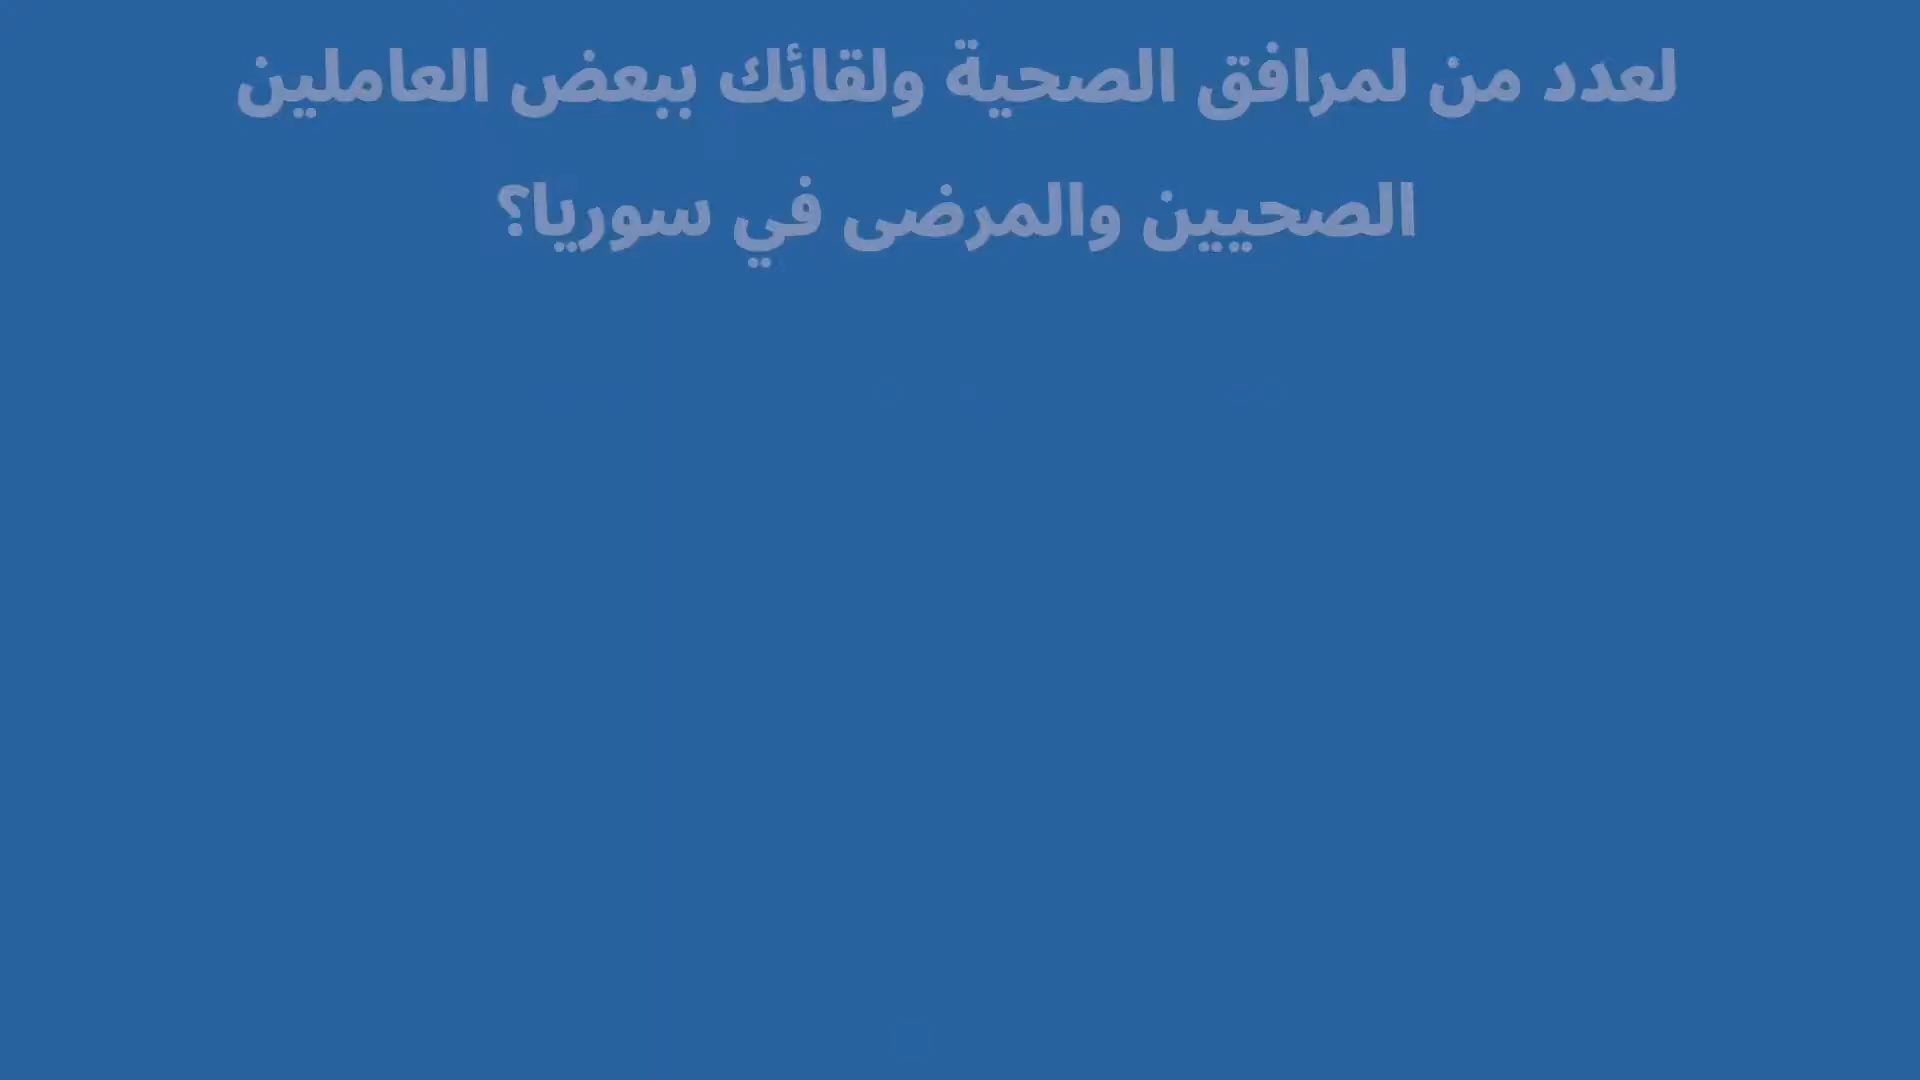 لعدد من لمرافق الصحية ولقائك ببعض العاملين
الصحيين والمرضى في سوريا؟